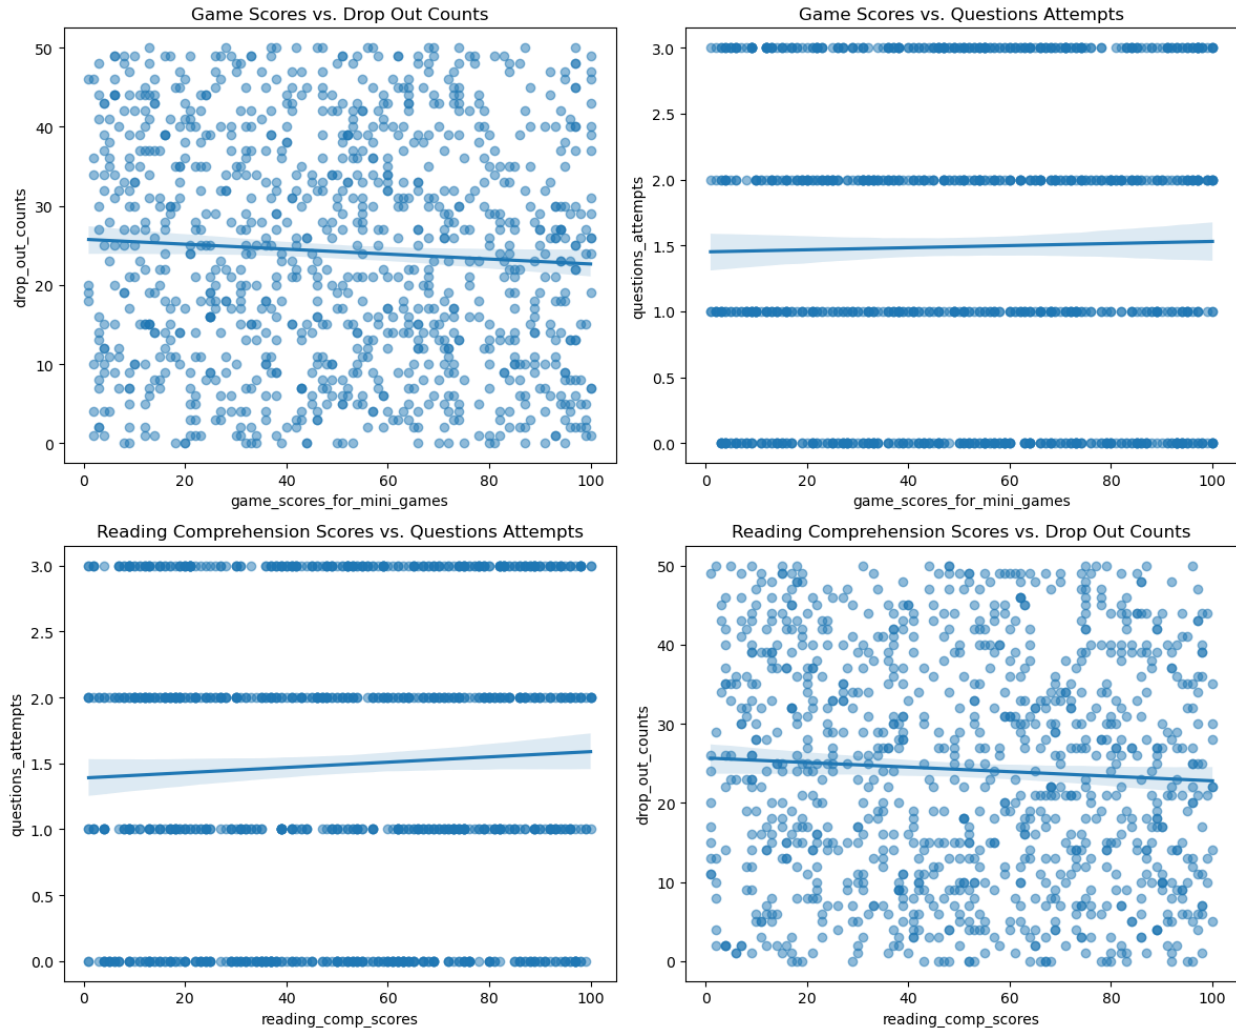 Game Scores vs. Drop Out Counts
50
40
30
20
10
0
drop_out_counts
0 20 40 60 80 100
game_scores_for_mini_games
Game Scores vs. Questions Attempts
3.0
2.5
2.0
1.5
1.0
0.5
0.0
questions_attempts
0 20 40 60 80 100
game_scores_for_mini_games
Reading Comprehension Scores vs. Questions Attempts
3.0
2.5
2.0
1.5
1.0
0.5
0.0
questions_attempts
0 20 40 60 80 100
reading_comp_scores
Reading Comprehension Scores vs. Drop Out Counts
50
40
30
20
10
0
drop_out_counts
0 20 40 60 80 100
reading_comp_scores